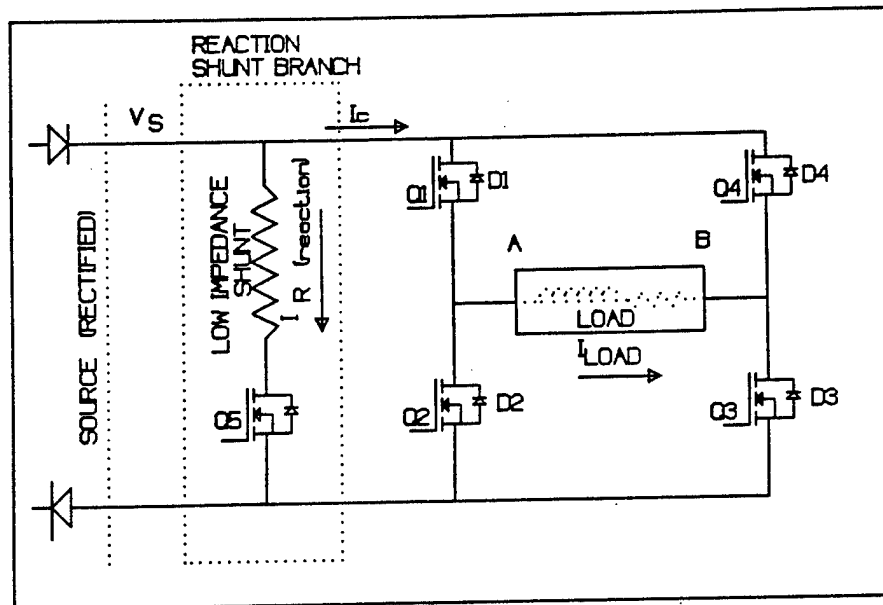 REACTION
SHUNT BRANCH
VS
Ic
SOURCE (RECTIFIED)
LOW IMPEDANCE
SHUNT
IR (reaction)
Q1
D1
Q4
D4
A
B
LOAD
ILOAD
Q5
Q2
D2
Q3
D3